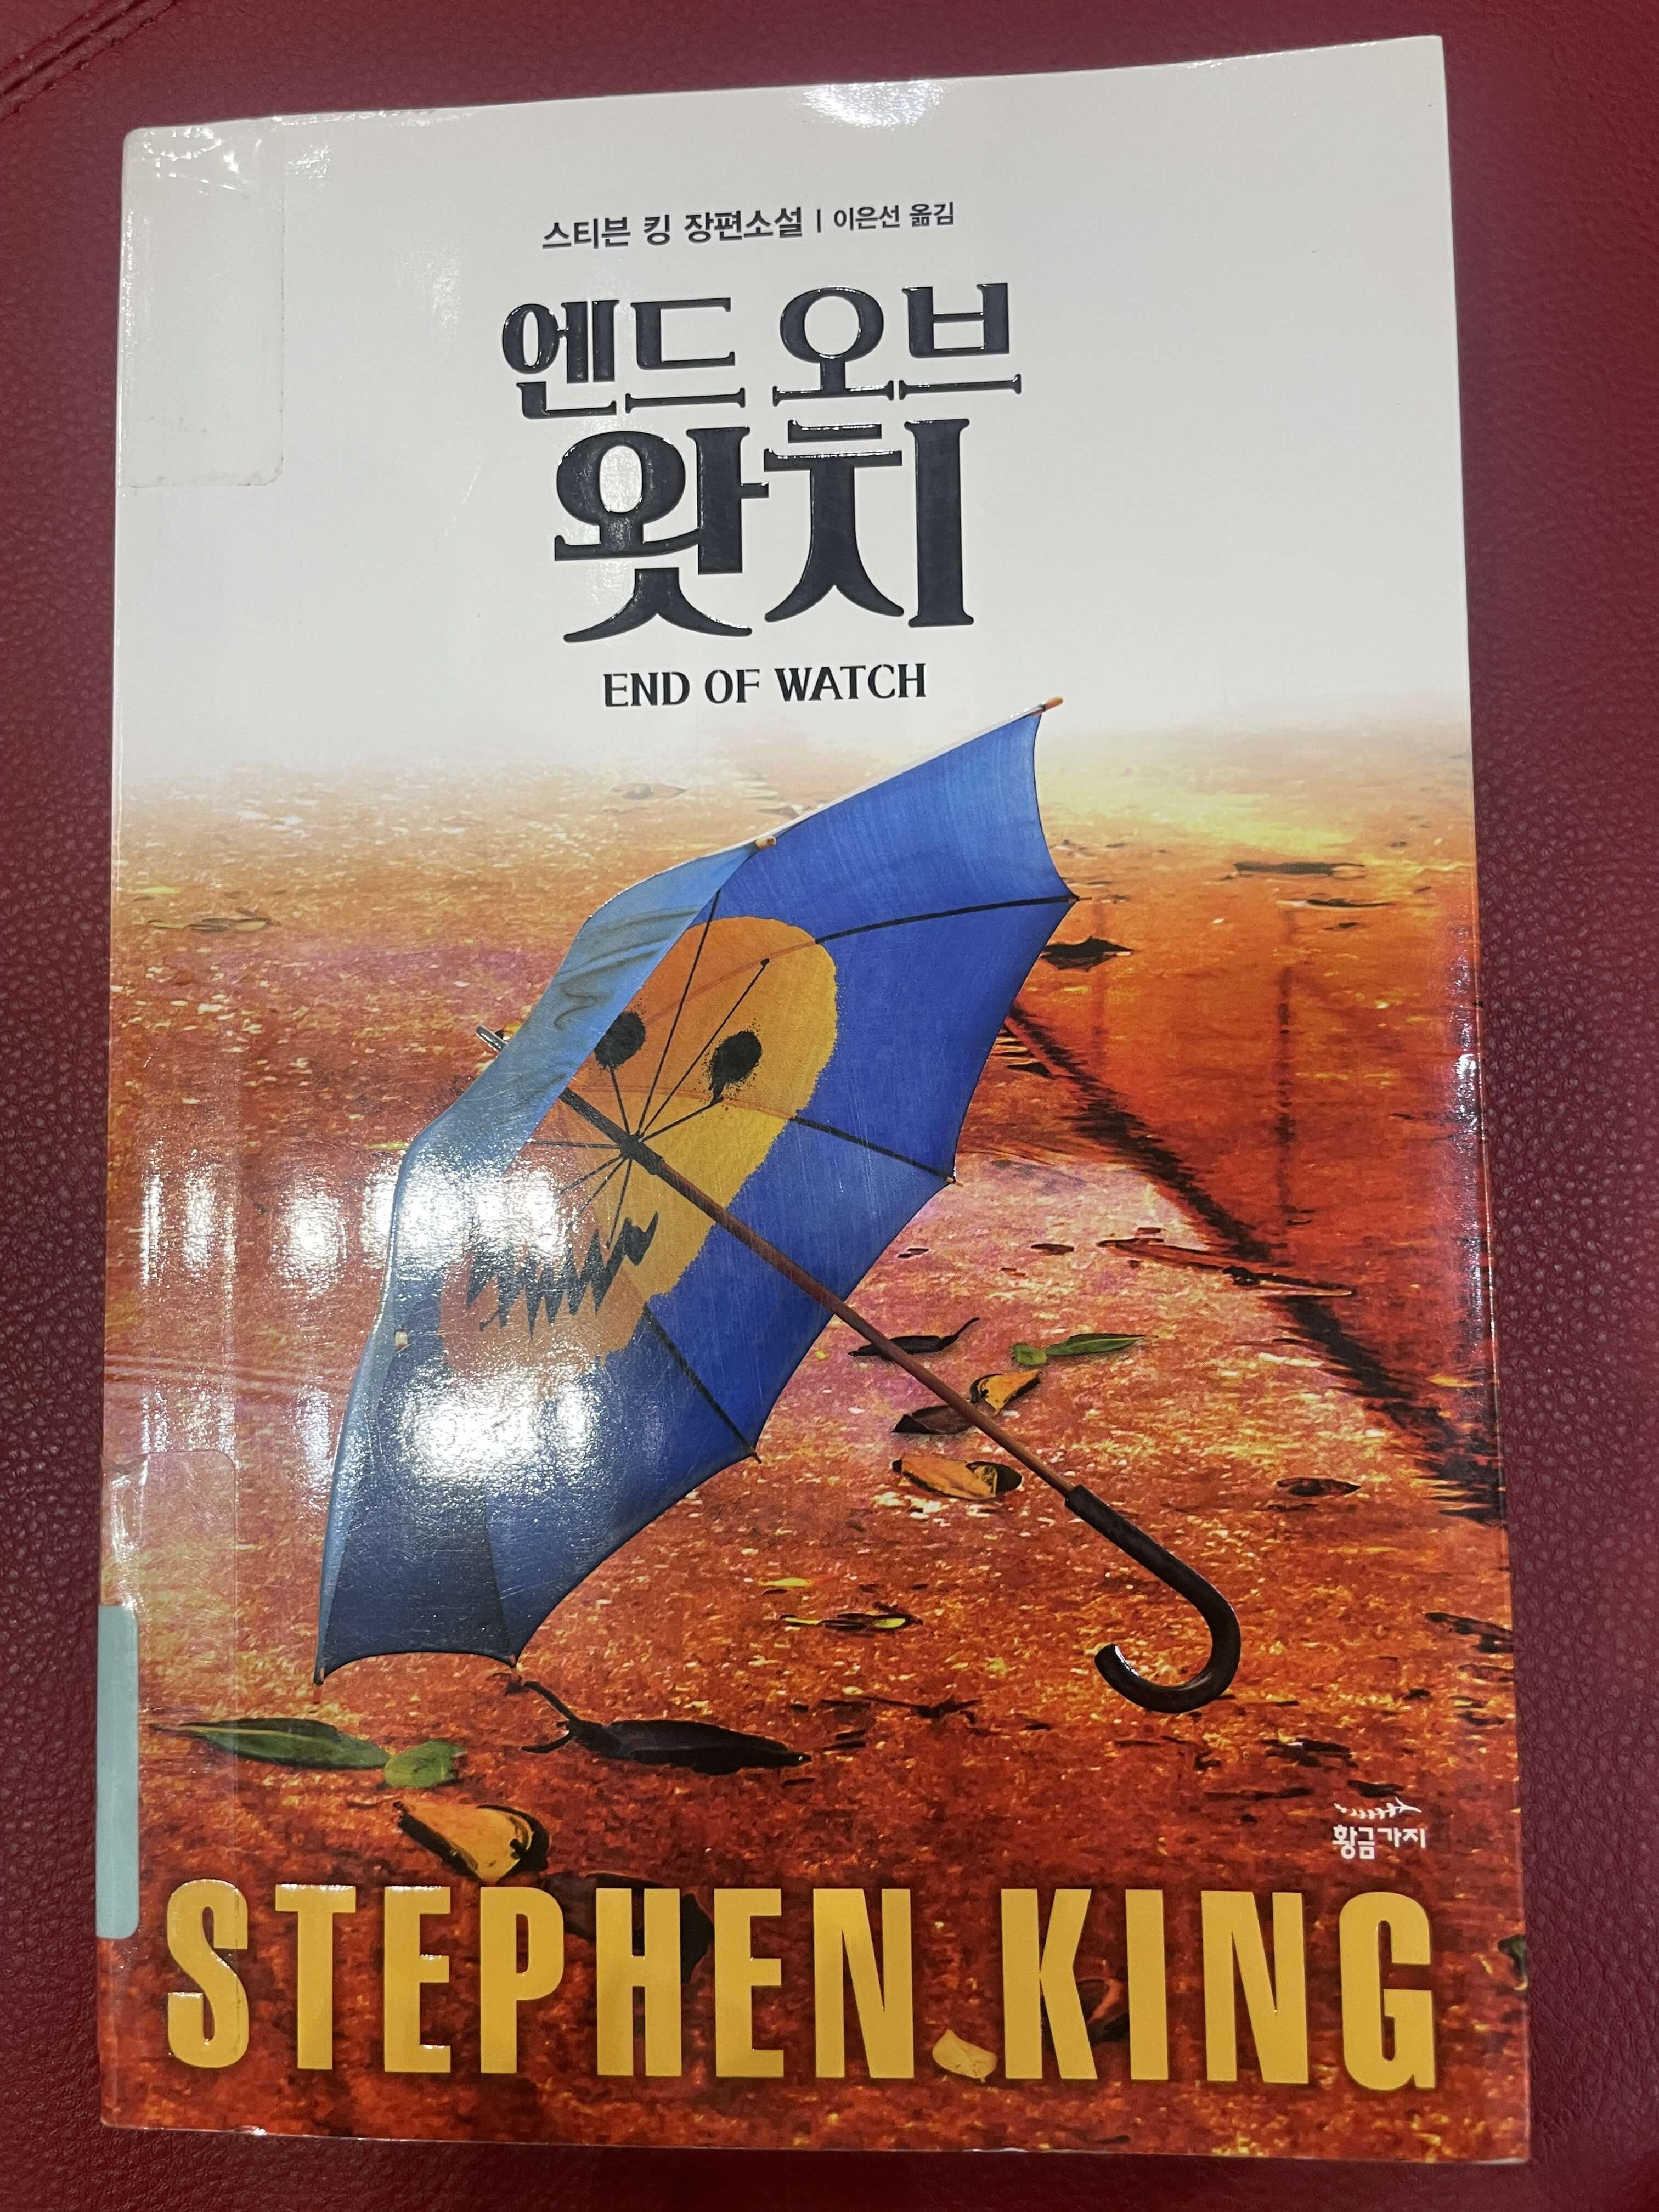 스티븐 킹 장편소설 | 이은선 옮김
엔드 오브
왓치
END OF WATCH
황금가지
STEPHEN KING